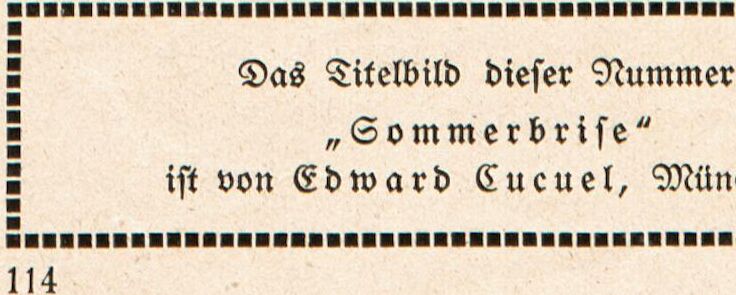 Das Titelbild dieser Nummer
„Sommerbrise“
ist von Edward Cucuel, Mün
114